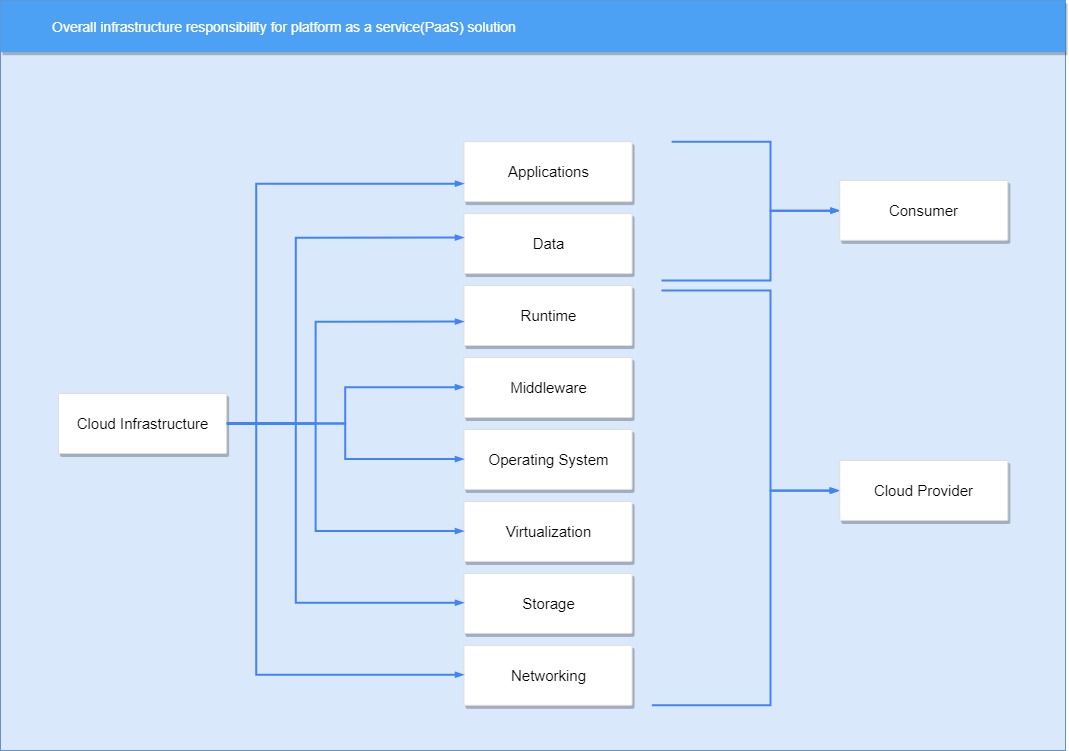 Overall infrastructure responsibility for platform as a service(PaaS) solution
Applications
Consumer
Data
Runtime
Middleware
Cloud Infrastructure
Operating System
Cloud Provider
Virtualization
Storage
Networking